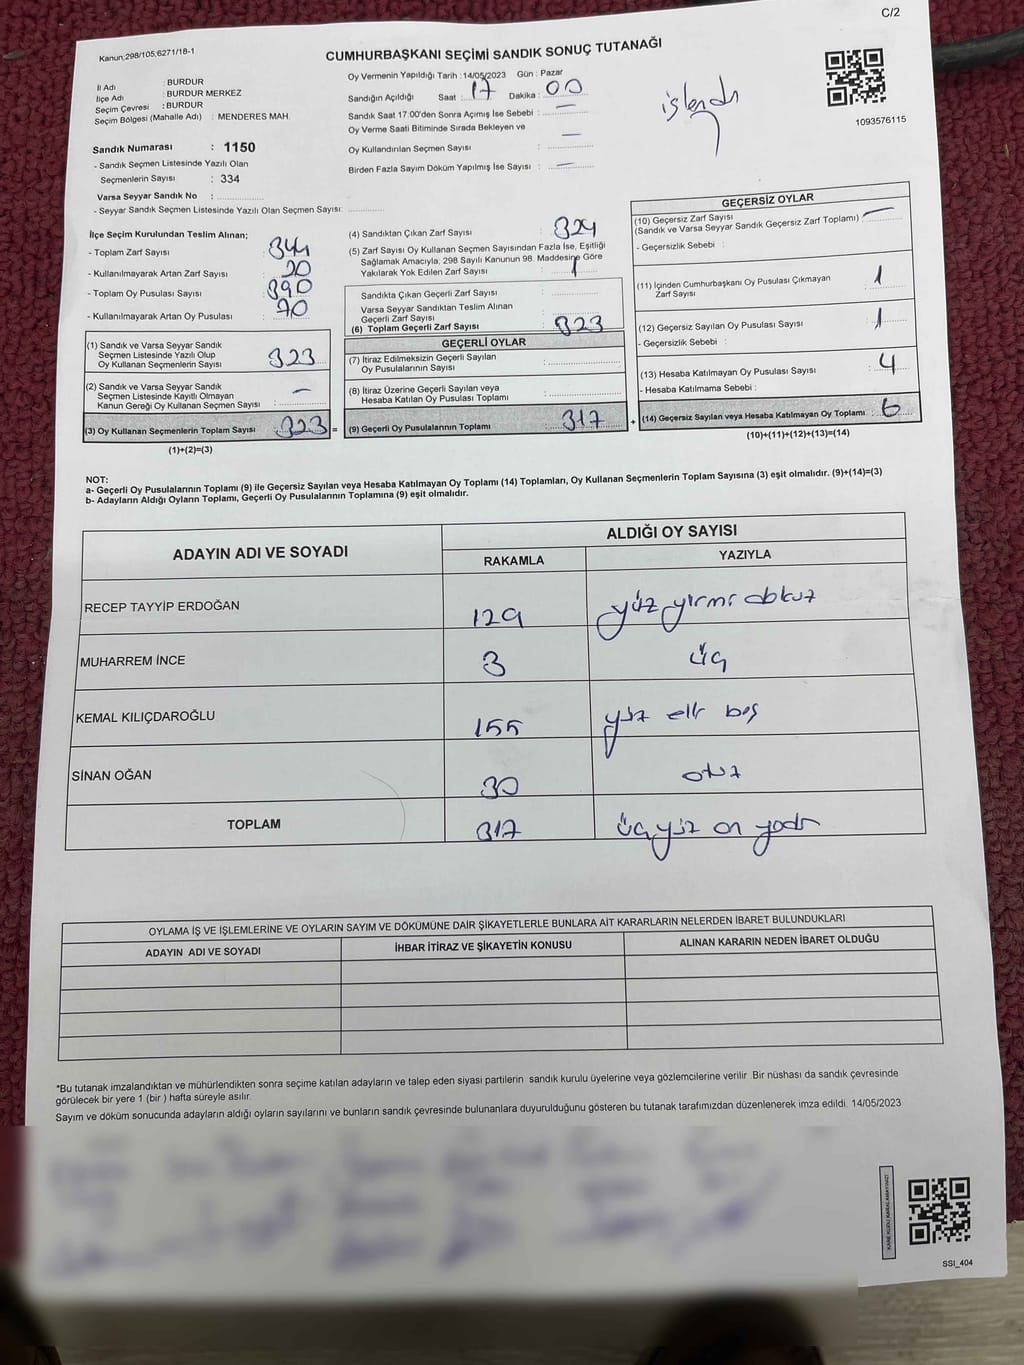 C/2
Kanun:298/105,6271/18-1
CUMHURBAŞKANI SEÇİMİ SANDIK SONUÇ TUTANAĞI
İl Adı : BURDUR
İlçe Adı : BURDUR MERKEZ
Seçim Çevresi : BURDUR
Seçim Bölgesi (Mahalle Adı) : MENDERES MAH.
Sandık Numarası : 1150
- Sandık Seçmen Listesinde Yazılı Olan
Seçmenlerin Sayısı : 334
Varsa Seyyar Sandık No :
- Seyyar Sandık Seçmen Listesinde Yazılı Olan Seçmen Sayısı:
Oy Vermenin Yapıldığı Tarih :14/05/2023 Gün : Pazar
Sandığın Açıldığı Saat : 17 Dakika : 00
Sandık Saat 17:00'den Sonra Açımış İse Sebebi : —
Oy Verme Saati Bitiminde Sırada Bekleyen ve
Oy Kullandırılan Seçmen Sayısı : —
Birden Fazla Sayım Döküm Yapılmış İse Sayısı : —
işlendi
1093576115
İlçe Seçim Kurulundan Teslim Alınan;
- Toplam Zarf Sayısı : 344
- Kullanılmayarak Artan Zarf Sayısı : 20
- Toplam Oy Pusulası Sayısı : 390
- Kullanılmayarak Artan Oy Pusulası : 70
(1) Sandık ve Varsa Seyyar Sandık
Seçmen Listesinde Yazılı Olup
Oy Kullanan Seçmenlerin Sayısı : 323
(2) Sandık ve Varsa Seyyar Sandık
Seçmen Listesinde Kayıtlı Olmayan
Kanun Gereği Oy Kullanan Seçmen Sayısı : —
(3) Oy Kullanan Seçmenlerin Toplam Sayısı : 323 =
(1)+(2)=(3)
(4) Sandıktan Çıkan Zarf Sayısı : 324
(5) Zarf Sayısı Oy Kullanan Seçmen Sayısından Fazla İse, Eşitliği
Sağlamak Amacıyla, 298 Sayılı Kanunun 98. Maddesine Göre
Yakılarak Yok Edilen Zarf Sayısı : 1
Sandıkta Çıkan Geçerli Zarf Sayısı :
Varsa Seyyar Sandıktan Teslim Alınan
Geçerli Zarf Sayısı :
(6) Toplam Geçerli Zarf Sayısı : 323
GEÇERLİ OYLAR
(7) İtiraz Edilmeksizin Geçerli Sayılan
Oy Pusulasının Sayısı :
(8) İtiraz Üzerine Geçerli Sayılan veya
Hesaba Katılan Oy Pusulası Toplamı :
(9) Geçerli Oy Pusulalarının Toplamı : 317 +
GEÇERSİZ OYLAR
(10) Geçersiz Zarf Sayısı
(Sandık ve Varsa Seyyar Sandık Geçersiz Zarf Toplamı) : —
- Geçersizlik Sebebi :
(11) İçinden Cumhurbaşkanı Oy Pusulası Çıkmayan
Zarf Sayısı : 1
(12) Geçersiz Sayılan Oy Pusulası Sayısı : 1
- Geçersizlik Sebebi :
(13) Hesaba Katılmayan Oy Pusulası Sayısı : 4
- Hesaba Katılmama Sebebi :
(14) Geçersiz Sayılan veya Hesaba Katılmayan Oy Toplamı : 6
(10)+(11)+(12)+(13)=(14)
NOT:
a- Geçerli Oy Pusulalarının Toplamı (9) ile Geçersiz Sayılan veya Hesaba Katılmayan Oy Toplamı (14) Toplamları, Oy Kullanan Seçmenlerin Toplam Sayısına (3) eşit olmalıdır. (9)+(14)=(3)
b- Adayların Aldığı Oyların Toplamı, Geçerli Oy Pusulalarının Toplamına (9) eşit olmalıdır.
ADAYIN ADI VE SOYADI ALDIĞI OY SAYISI
RAKAMLA YAZIYLA
RECEP TAYYİP ERDOĞAN 129 yüz yirmi dokuz
MUHARREM İNCE 3 üç
KEMAL KILIÇDAROĞLU 155 yüz elli beş
SİNAN OĞAN 30 otuz
TOPLAM 317 üçyüz on yedi
OYLAMA İŞ VE İŞLEMLERİNE VE OYLARIN SAYIM VE DÖKÜMÜNE DAİR ŞİKAYETLERLE BUNLARA AİT KARARLARIN NELERDEN İBARET BULUNDUKLARI
ADAYIN ADI VE SOYADI İHBAR İTİRAZ VE ŞİKAYETİN KONUSU ALINAN KARARIN NEDEN İBARET OLDUĞU
*Bu tutanak imzalandıktan ve mühürlendikten sonra seçime katılan adayların ve talep eden siyasi partilerin sandık kurulu üyelerine veya gözlemcilerine verilir .Bir nüshası da sandık çevresinde
görülecek bir yere 1 (bir ) hafta süreyle asılır.
Sayım ve döküm sonucunda adayların aldığı oyların sayılarını ve bunların sandık çevresinde bulunanlara duyurulduğunu gösteren bu tutanak tarafımızdan düzenlenerek imza edildi. 14/05/2023
KARE KODU KARALAMAYINIZ!
SSI_404